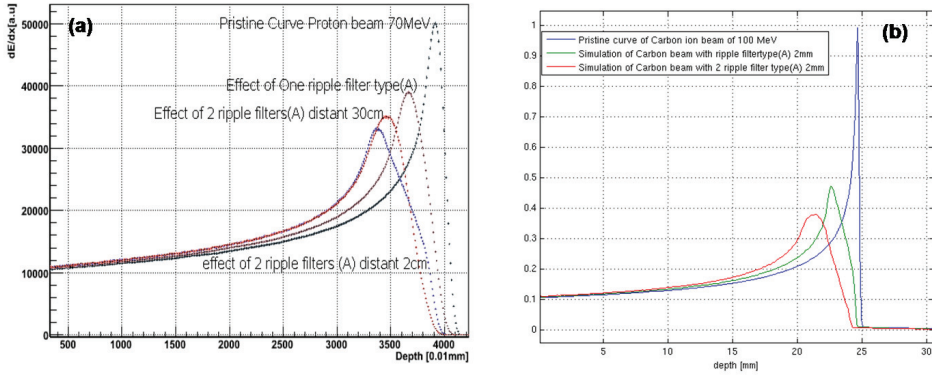 (a)
dE/dx[a.u]
50000
40000
30000
20000
10000
0
Pristine Curve Proton beam 70MeV
Effect of One ripple filter type(A)
Effect of 2 ripple filters(A) distant 30cm
effect of 2 ripple filters (A) distant 2cm
500 1000 1500 2000 2500 3000 3500 4000
Depth [0.01mm]
(b)
Pristine curve of Carbon ion beam of 100 MeV
Simulation of Carbon beam with ripple filtertype(A) 2mm
Simulation of Carbon beam with 2 ripple filter type(A) 2mm
1
0.9
0.8
0.7
0.6
0.5
0.4
0.3
0.2
0.1
0
5 10 15 20 25 30
depth [mm]